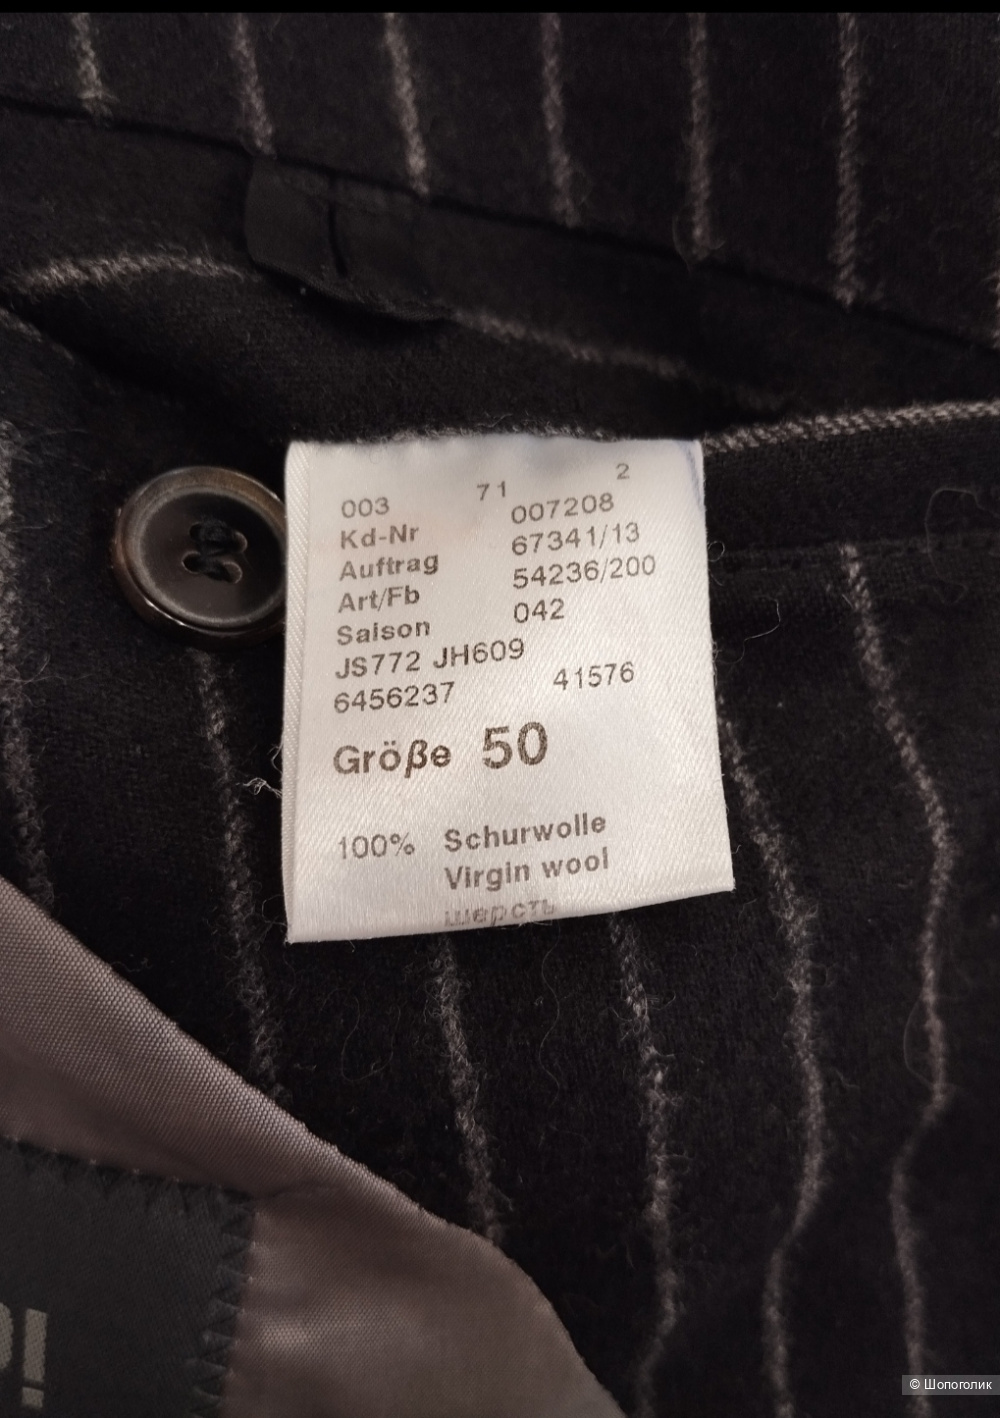 003 71 2
Kd-Nr 007208
Auftrag 67341/13
Art/Fb 54236/200
Saison 042
JS772 JH609
6456237 41576
Größe 50
100% Schurwolle
Virgin wool
шерсть
© Шопоголик